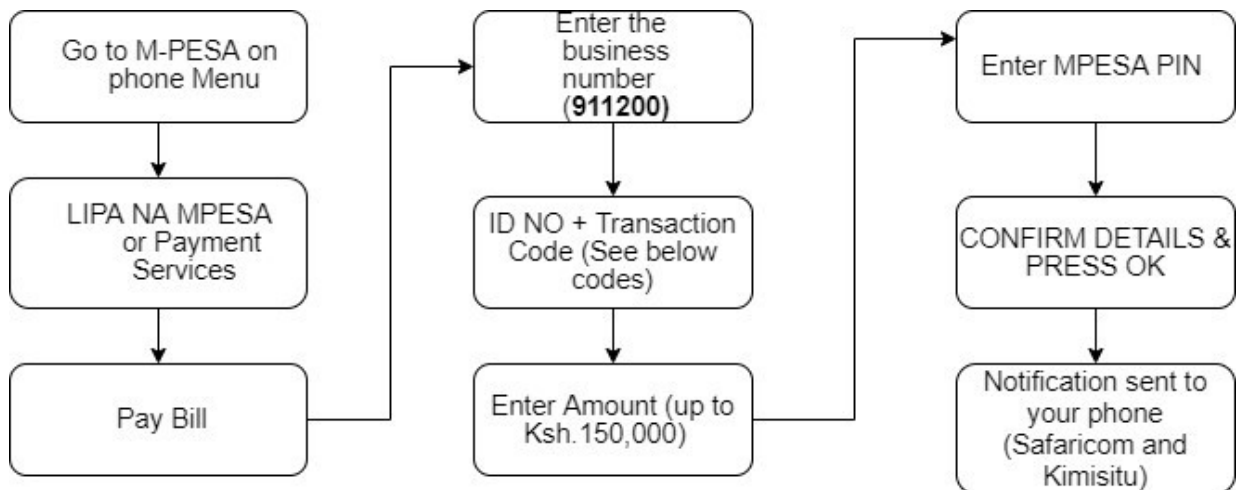 Go to M-PESA on
phone Menu
LIPA NA MPESA
or Payment
Services
Pay Bill
Enter the
business
number
(911200)
ID NO + Transaction
Code (See below
codes)
Enter Amount (up to
Ksh.150,000)
Enter MPESA PIN
CONFIRM DETAILS &
PRESS OK
Notification sent to
your phone
(Safaricom and
Kimisitu)